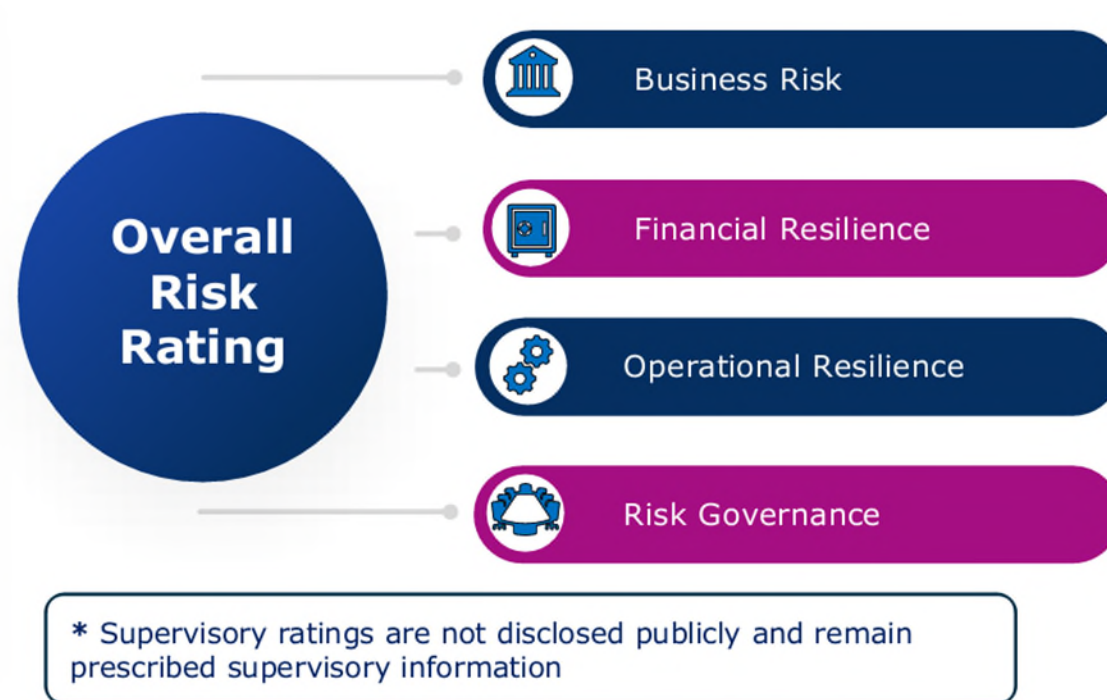 Overall
Risk
Rating
Business Risk
Financial Resilience
Operational Resilience
Risk Governance
* Supervisory ratings are not disclosed publicly and remain
prescribed supervisory information